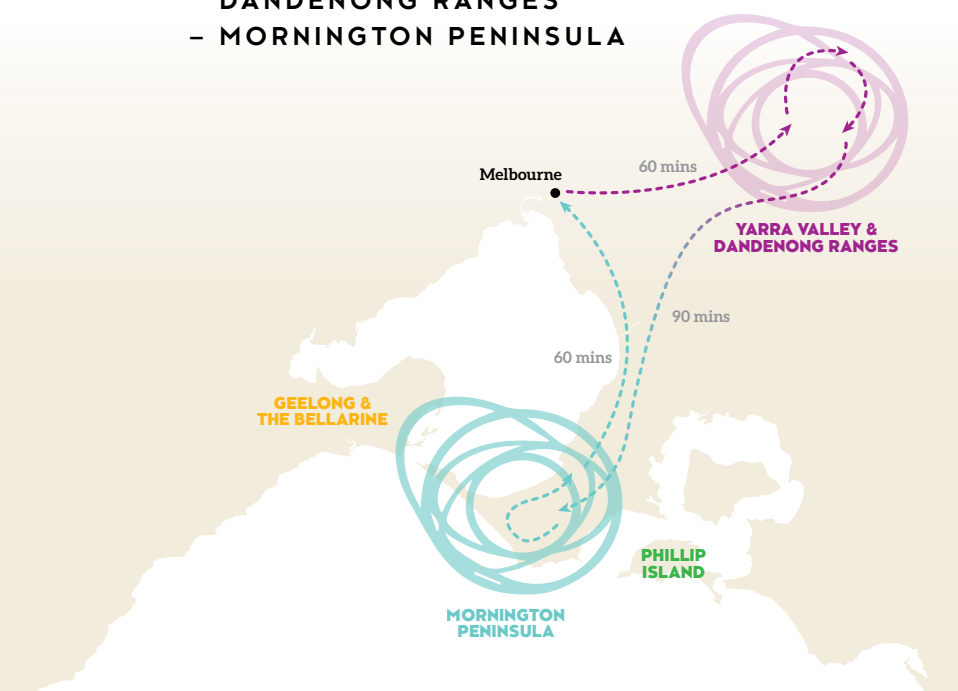 DANDENONG RANGES
– MORNINGTON PENINSULA
Melbourne
60 mins
YARRA VALLEY &
DANDENONG RANGES
90 mins
60 mins
GEELONG &
THE BELLARINE
PHILLIP
ISLAND
MORNINGTON
PENINSULA